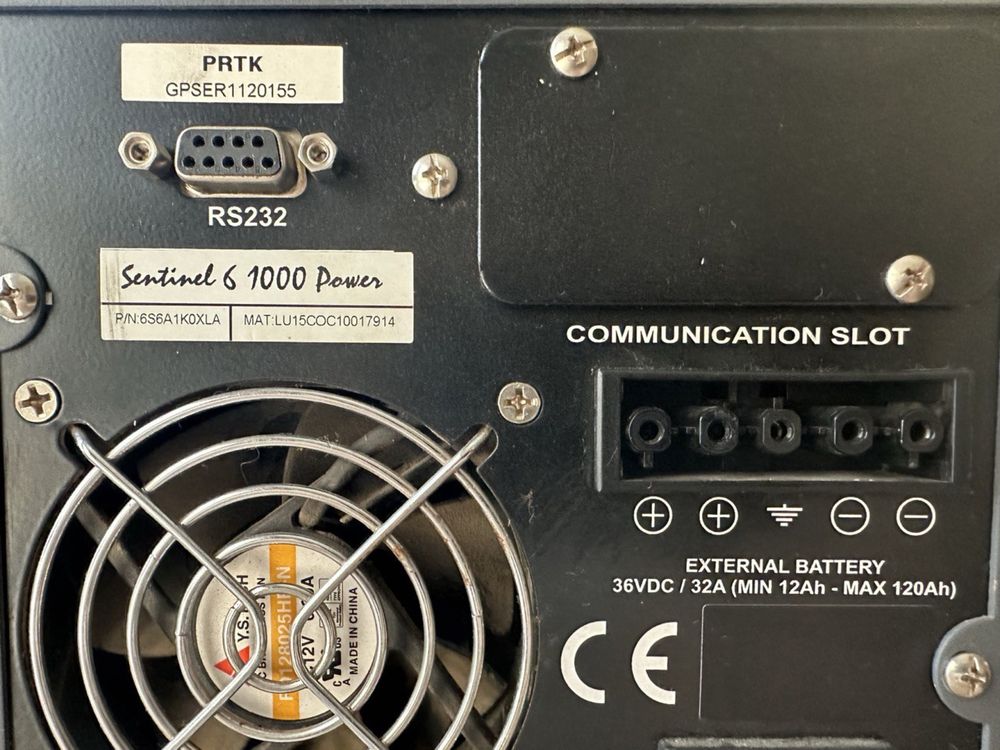 PRTK
GPSER1120155
RS232
Sentinel 6 1000 Power
P/N:6S6A1K0XLA MAT:LU15COC10017914
COMMUNICATION SLOT
EXTERNAL BATTERY
36VDC / 32A (MIN 12Ah - MAX 120Ah)
CE
Y.S.
MADE IN CHINA